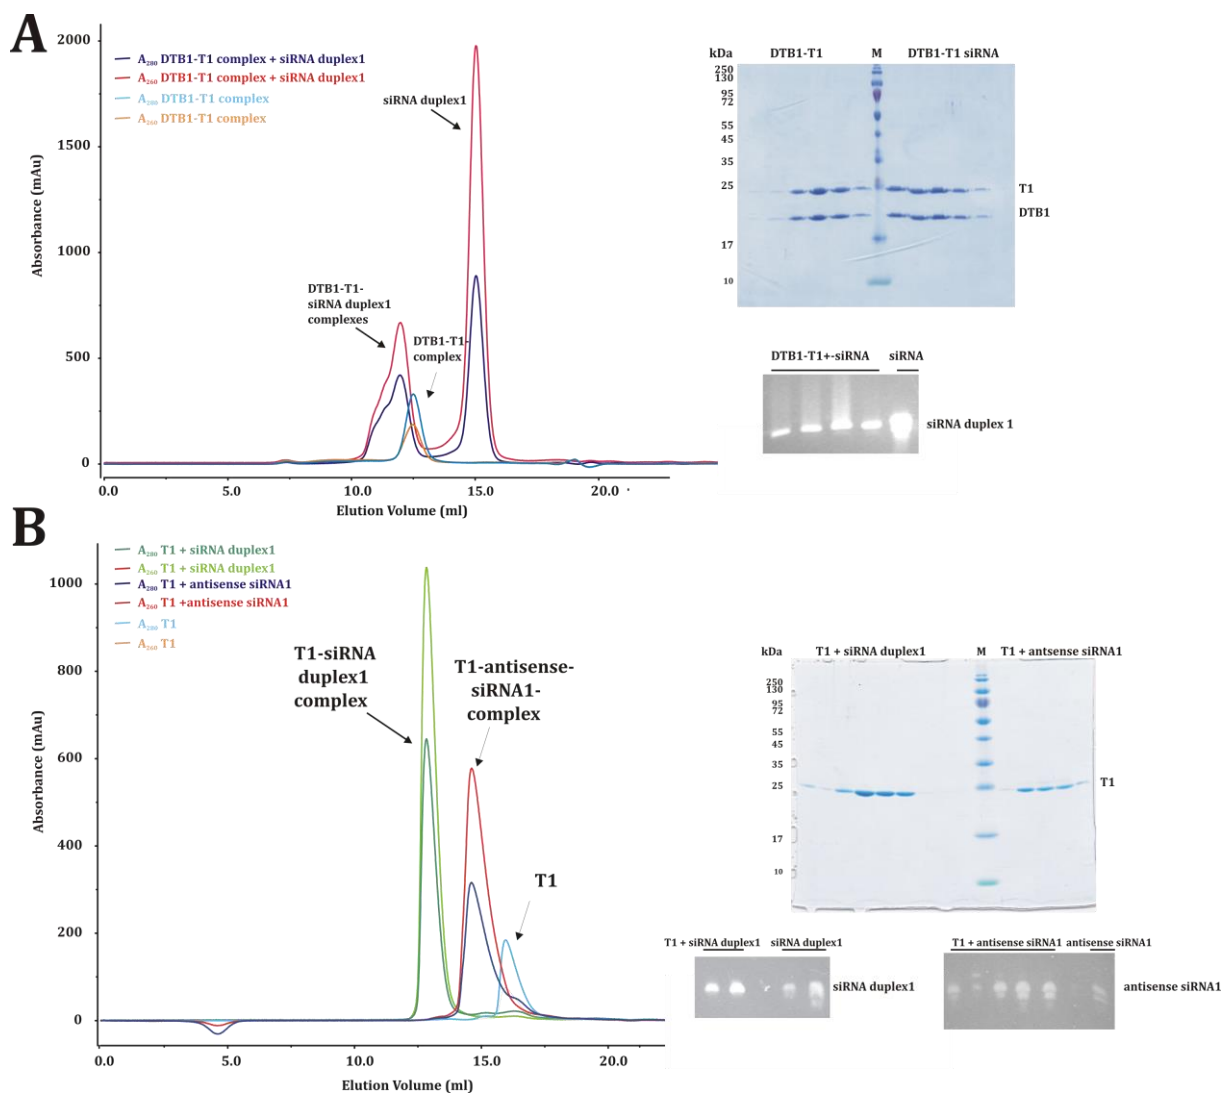 A
A280 DTB1-T1 complex + siRNA duplex1
A260 DTB1-T1 complex + siRNA duplex1
A280 DTB1-T1 complex
A260 DTB1-T1 complex
2000
1500
1000
500
0
Absorbance (mAu)
siRNA duplex1
DTB1-T1-
siRNA duplex1
complexes
DTB1-T1-
complex
0.0 5.0 10.0 15.0 20.0
Elution Volume (ml)
kDa DTB1-T1 M DTB1-T1 siRNA
250
130
95
72
55
45
35
25
17
10
T1
DTB1
DTB1-T1+-siRNA siRNA
siRNA duplex 1
B
A280 T1 + siRNA duplex1
A260 T1 + siRNA duplex1
A280 T1 + antisense siRNA1
A260 T1 +antisense siRNA1
A280 T1
A260 T1
1000
800
600
400
200
0
Absorbance (mAu)
T1-siRNA
duplex1
complex
T1-antisense-
siRNA1-
complex
T1
0.0 5.0 10.0 15.0 20.0
Elution Volume (ml)
kDa T1 + siRNA duplex1 M T1 + antsense siRNA1
250
130
95
72
55
45
35
25
17
10
T1
T1 + siRNA duplex1 siRNA duplex1
siRNA duplex1
T1 + antisense siRNA1 antisense siRNA1
antisense siRNA1